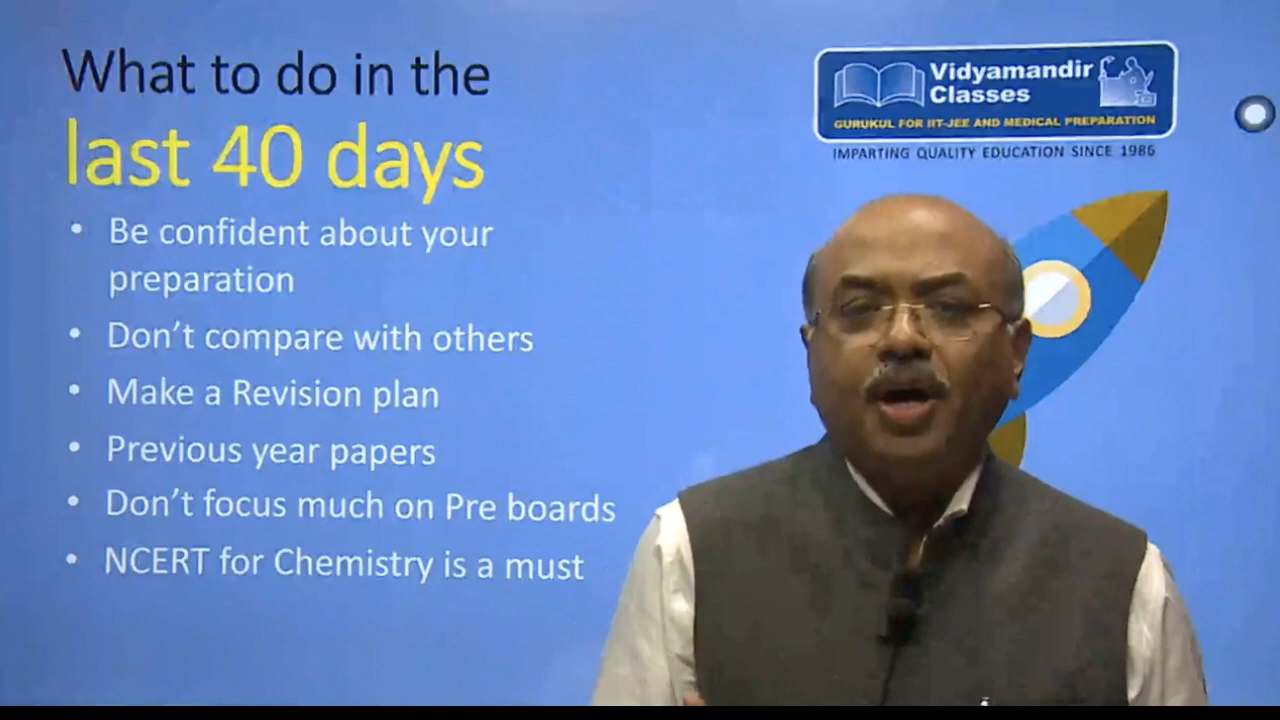 What to do in the
last 40 days
• Be confident about your
preparation
• Don't compare with others
• Make a Revision plan
• Previous year papers
• Don't focus much on Pre boards
• NCERT for Chemistry is a must
Vidyamandir
Classes
GURUKUL FOR IIT-JEE AND MEDICAL PREPARATION
IMPARTING QUALITY EDUCATION SINCE 1986